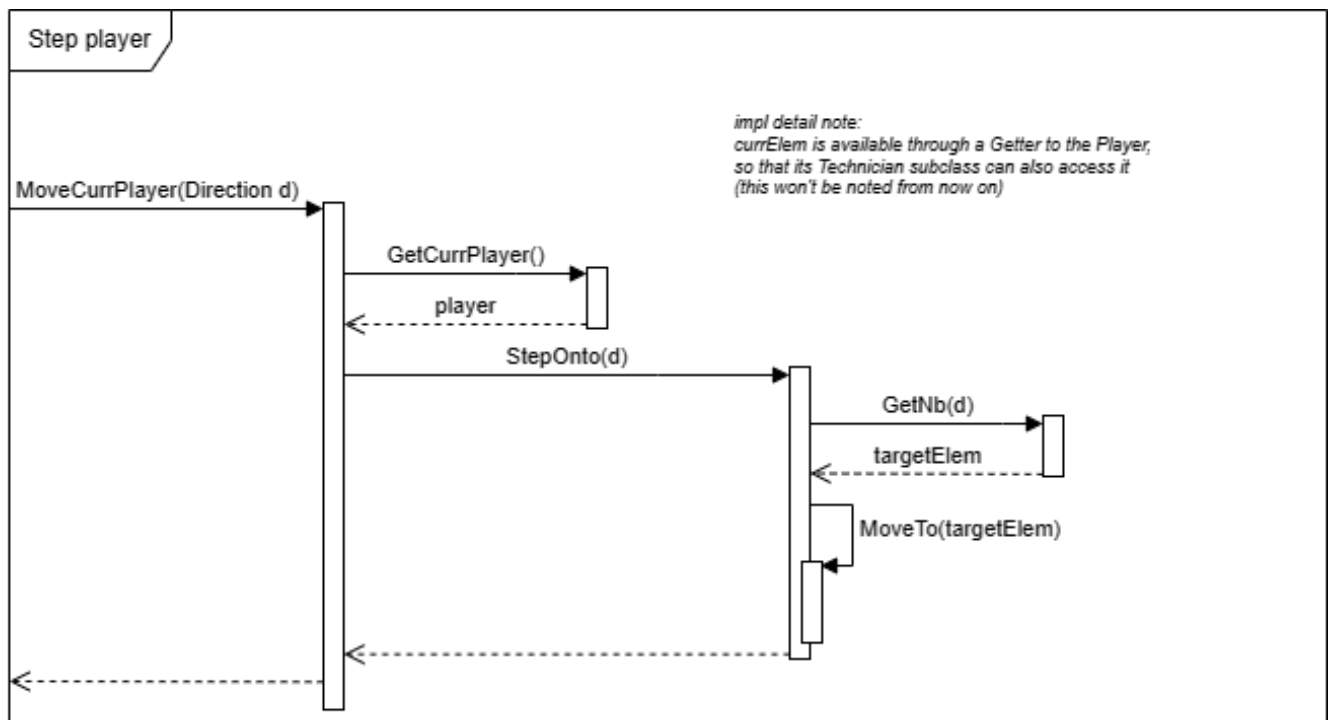 Step player
impl detail note:
currElem is available through a Getter to the Player,
so that its Technician subclass can also access it
(this won't be noted from now on)
MoveCurrPlayer(Direction d)
GetCurrPlayer()
player
StepOnto(d)
GetNb(d)
targetElem
MoveTo(targetElem)